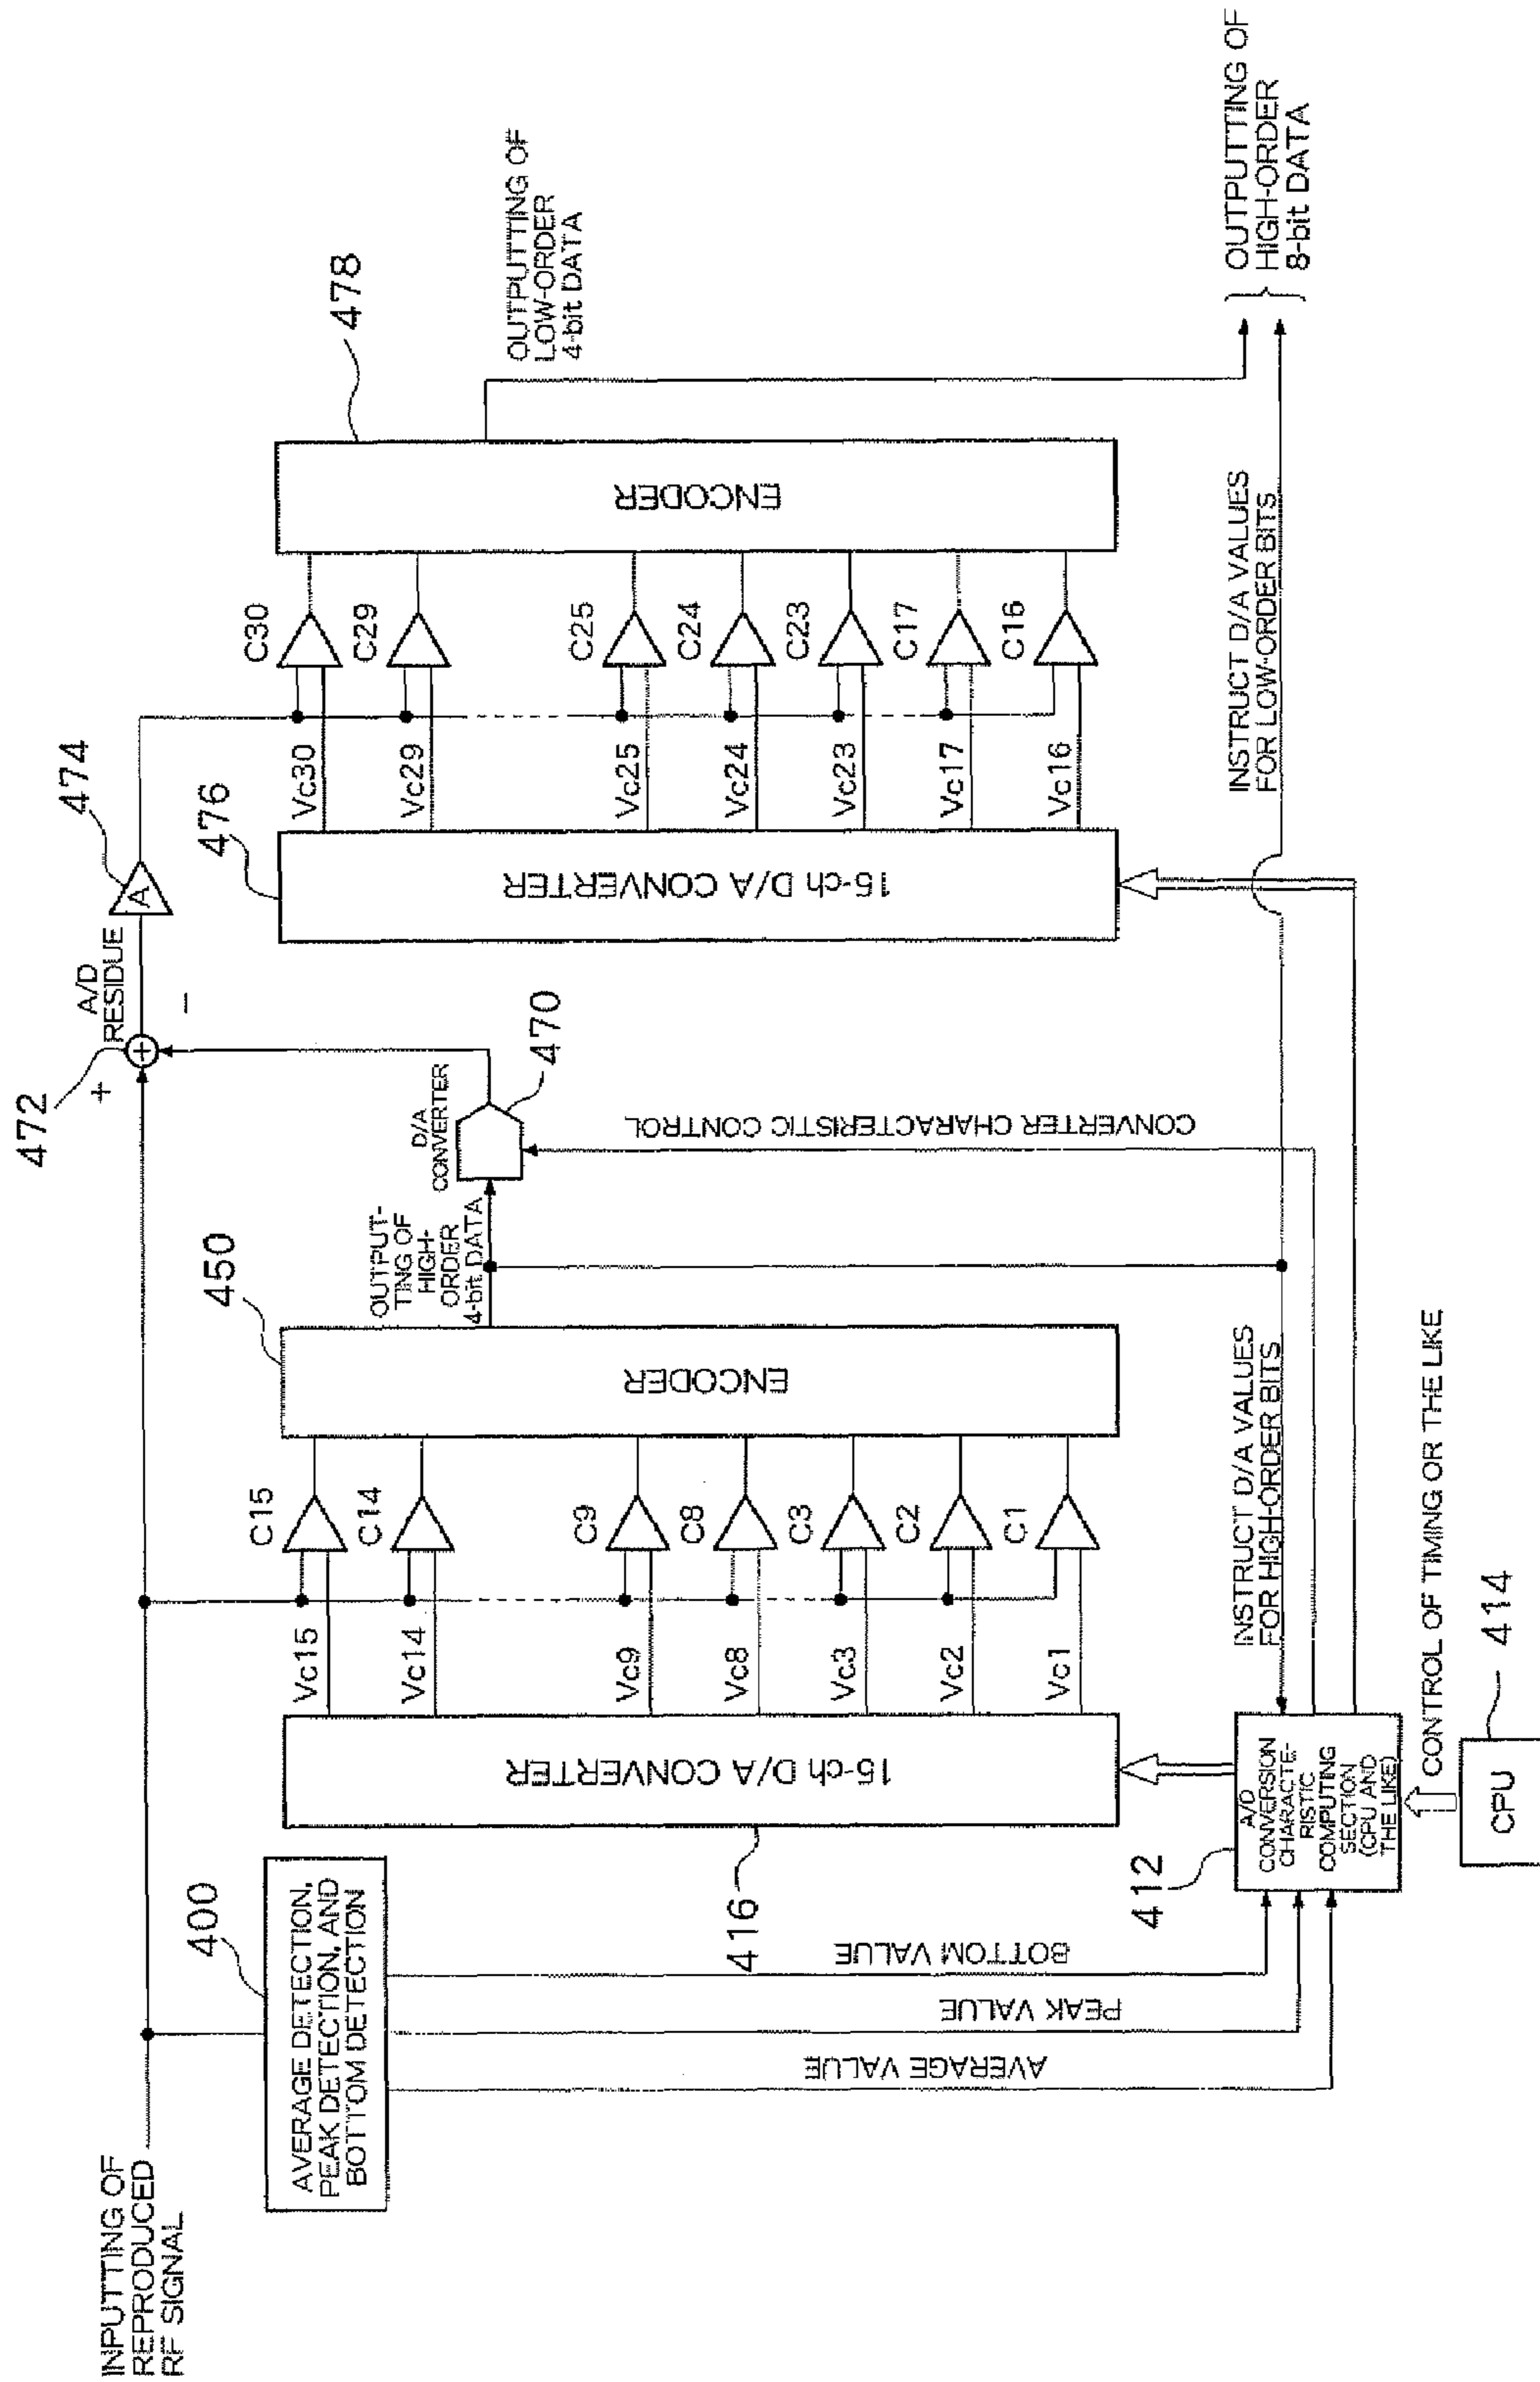 INPUTTING OF
REPRODUCED
RF SIGNAL
400
AVERAGE DETECTION,
PEAK DETECTION, AND
BOTTOM DETECTION
AVERAGE VALUE
PEAK VALUE
BOTTOM VALUE
416
15-ch D/A CONVERTER
Vc15
Vc14
Vc9
Vc8
Vc3
Vc2
Vc1
C15
C14
C9
C8
C3
C2
C1
450
ENCODER
OUTPUT-
TING OF
HIGH-
ORDER
4-bit DATA
D/A
CONVERTER
470
CONVERTER CHARACTERISTIC CONTROL
472
+
+
−
A/D
RESIDUE
474
A
476
15-ch D/A CONVERTER
Vc30
Vc29
Vc25
Vc24
Vc23
Vc17
Vc16
C30
C29
C25
C24
C23
C17
C16
478
ENCODER
OUTPUTTING OF
LOW-ORDER
4-bit DATA
OUTPUTTING OF
HIGH-ORDER
8-bit DATA
412
A/D
CONVERSION
CHARACTE-
RISTIC
COMPUTING
SECTION
(CPU AND
THE LIKE)
INSTRUCT D/A VALUES
FOR HIGH-ORDER BITS
INSTRUCT D/A VALUES
FOR LOW-ORDER BITS
CONTROL OF TIMING OR THE LIKE
CPU
414